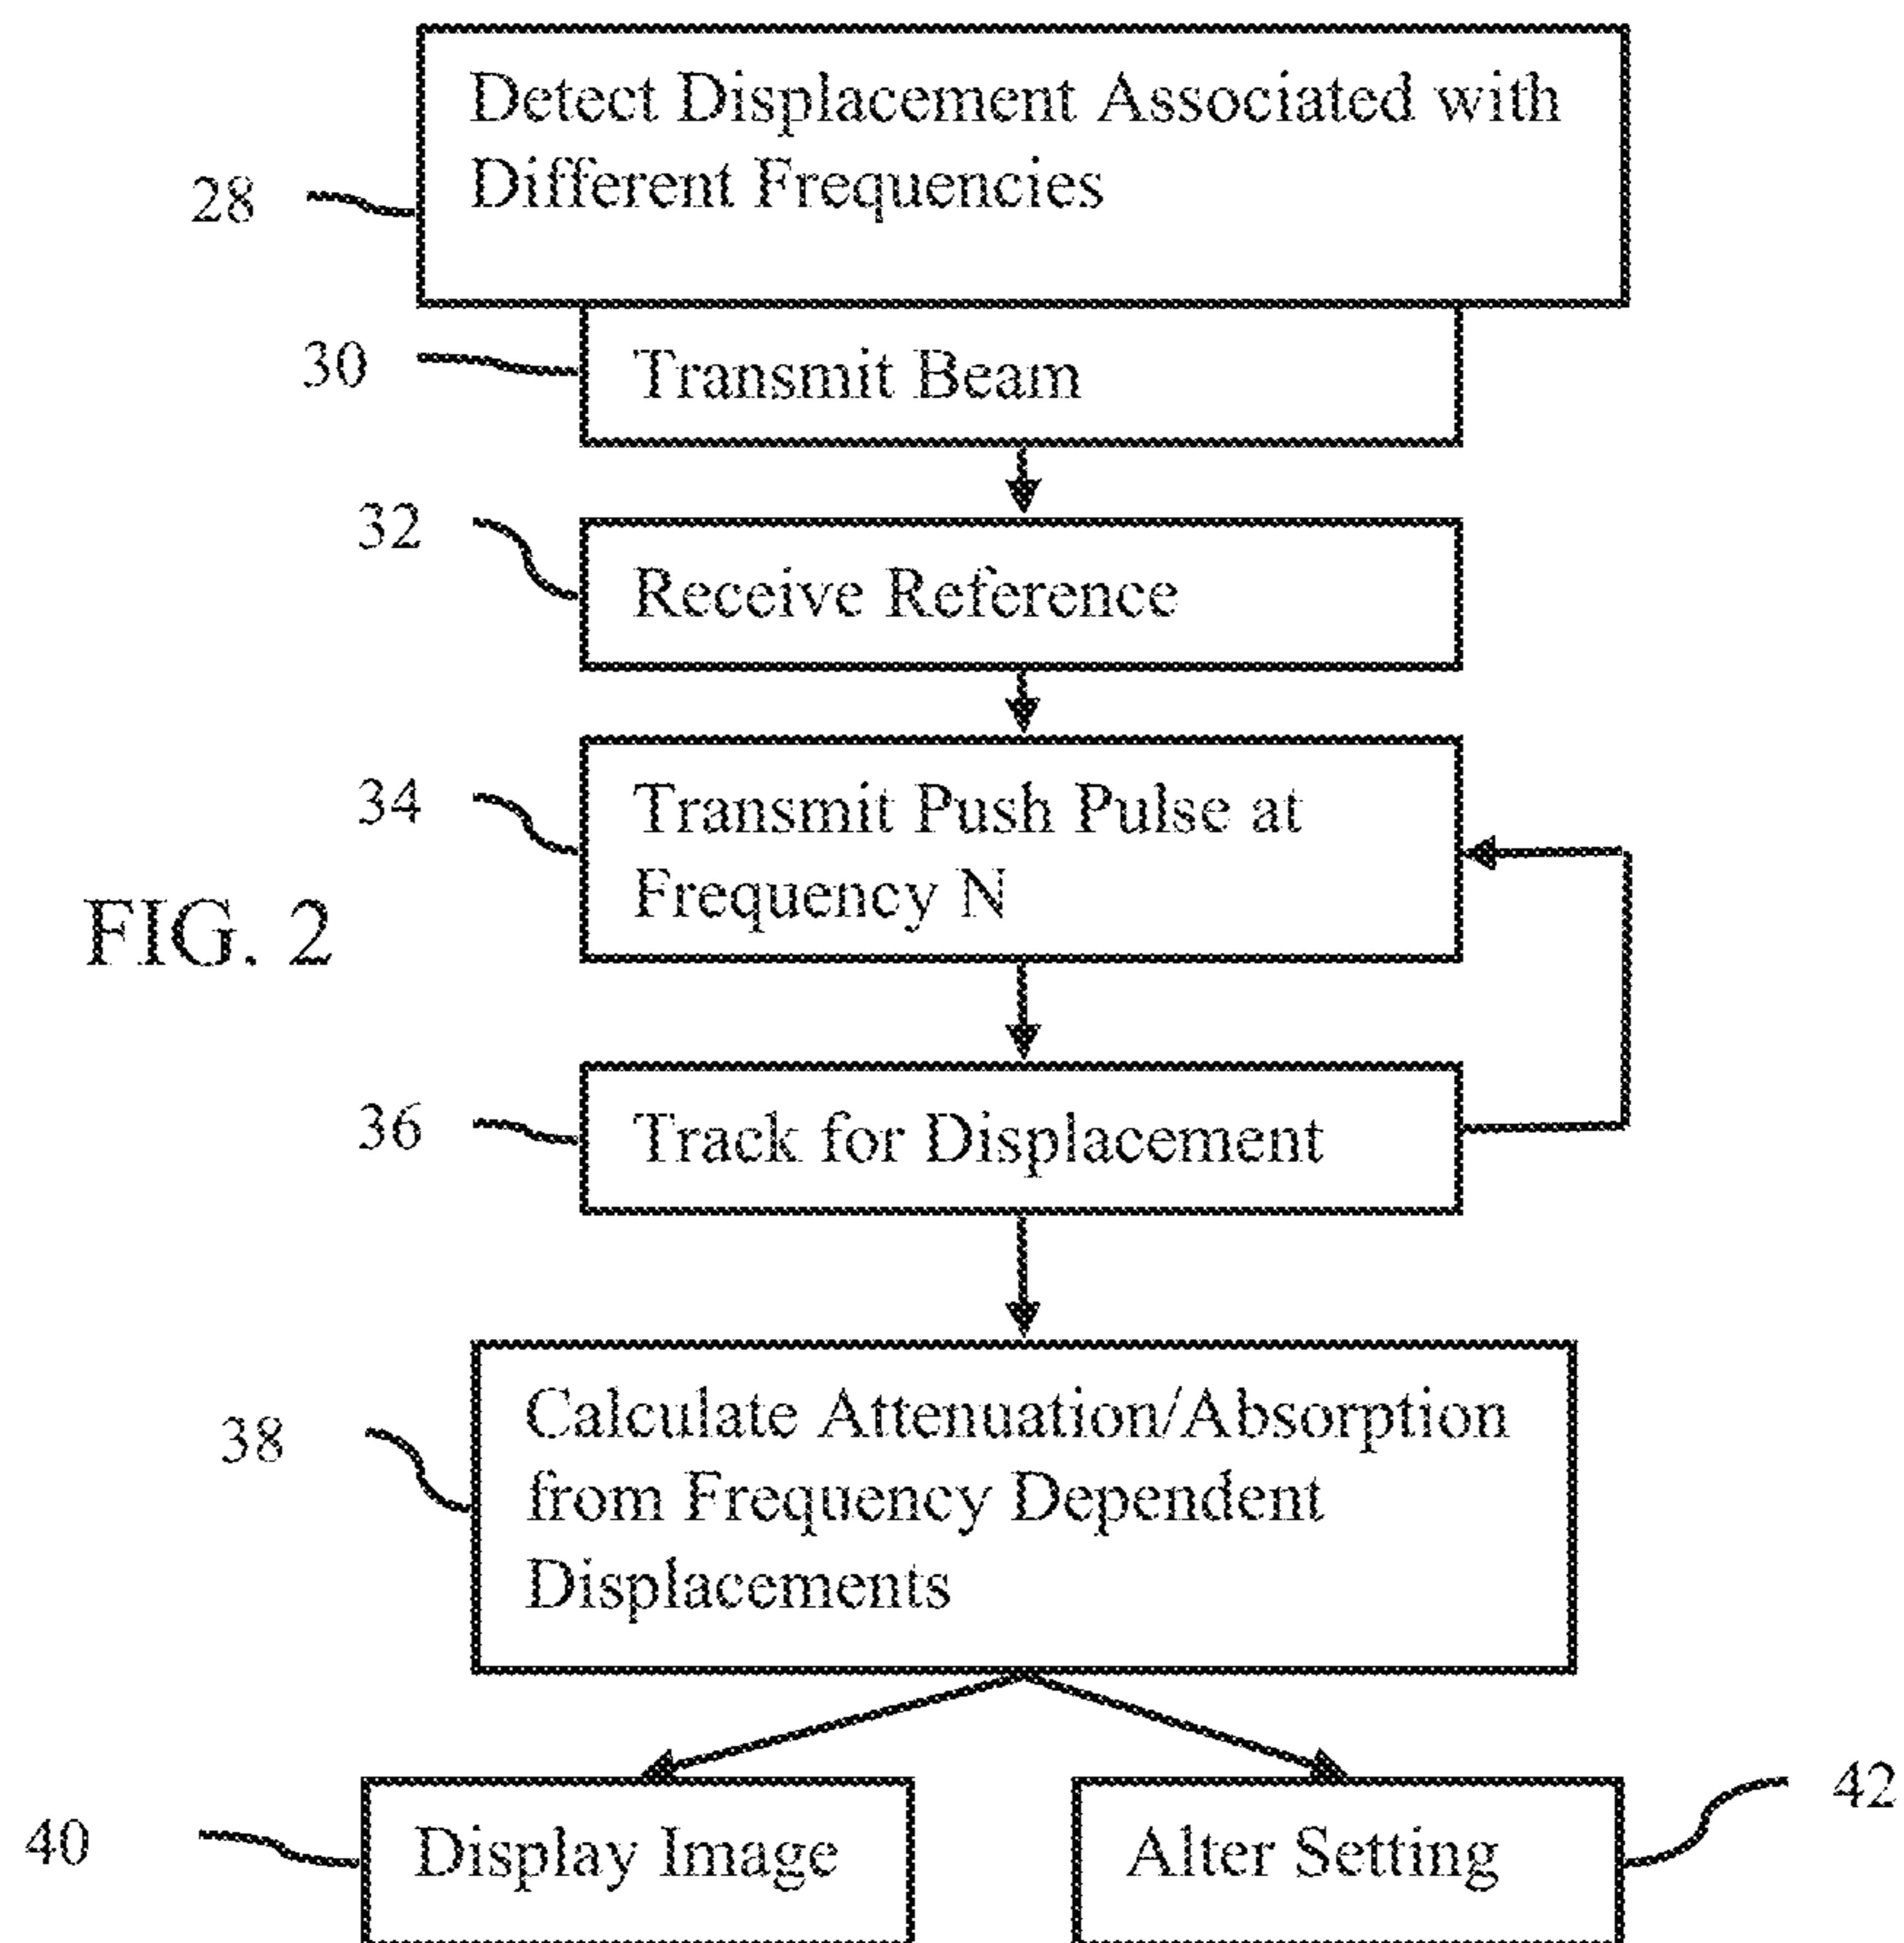 Detect Displacement Associated with
Different Frequencies
28
30
Transmit Beam
32
Receive Reference
34
Transmit Push Pulse at
Frequency N
FIG. 2
36
Track for Displacement
38
Calculate Attenuation/Absorption
from Frequency Dependent
Displacements
40
Display Image
Alter Setting
42